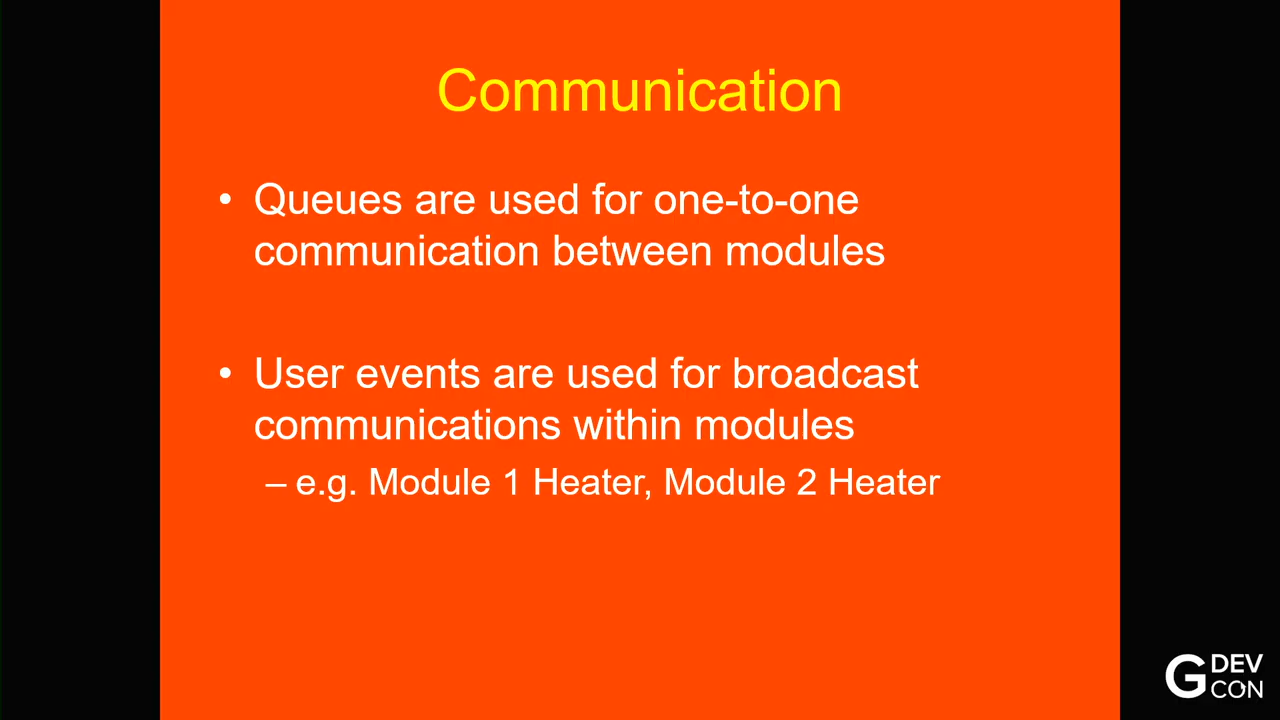 Communication
• Queues are used for one-to-one
communication between modules
• User events are used for broadcast
communications within modules
– e.g. Module 1 Heater, Module 2 Heater
G DEV
CON